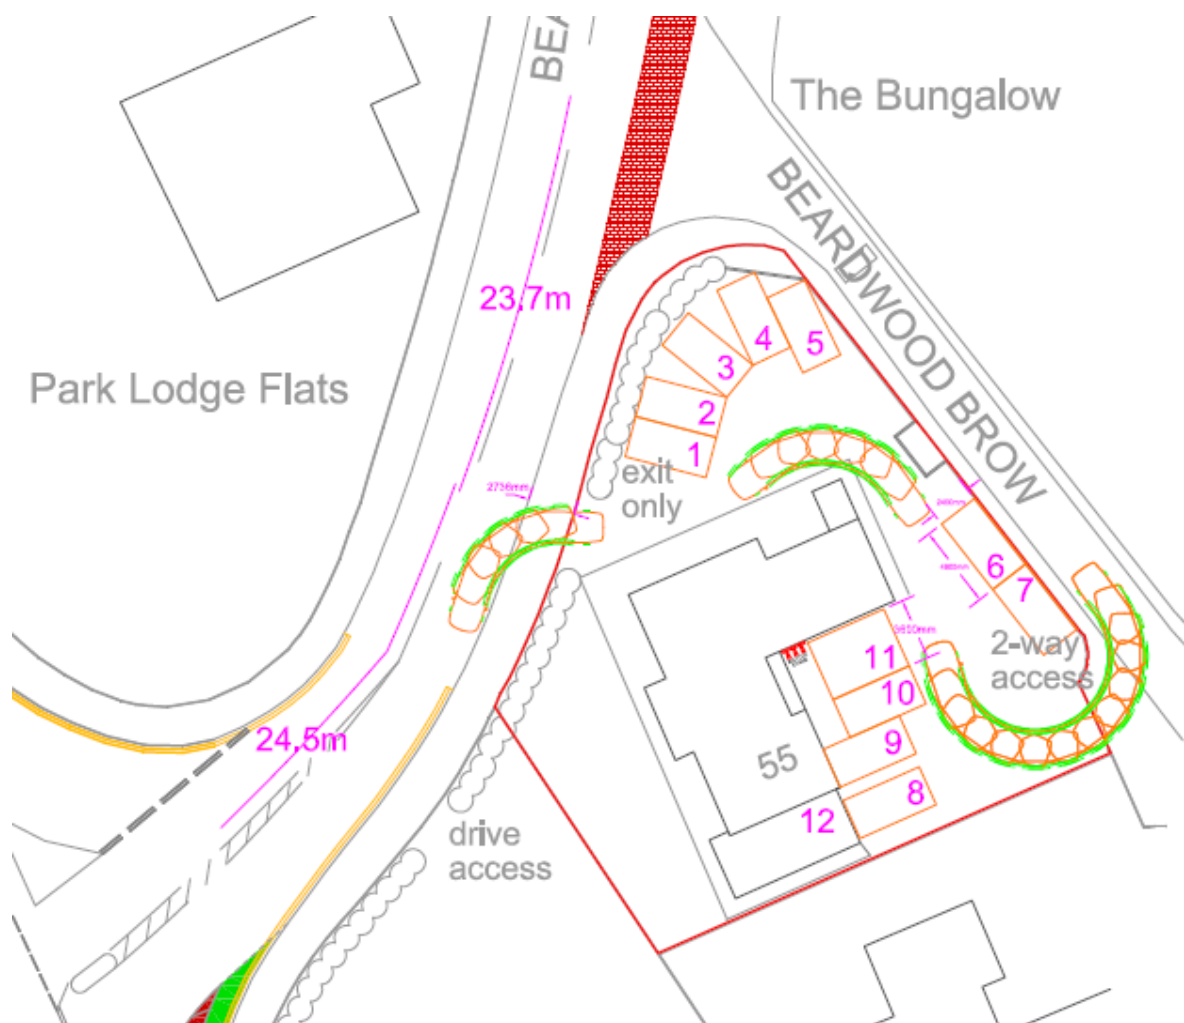 BEA
The Bungalow
BEARDWOOD BROW
23,7m
Park Lodge Flats
4
5
3
2
1
exit
only
2736mm
6
7
2-way
access
11
10
9
8
12
55
24,5m
drive
access